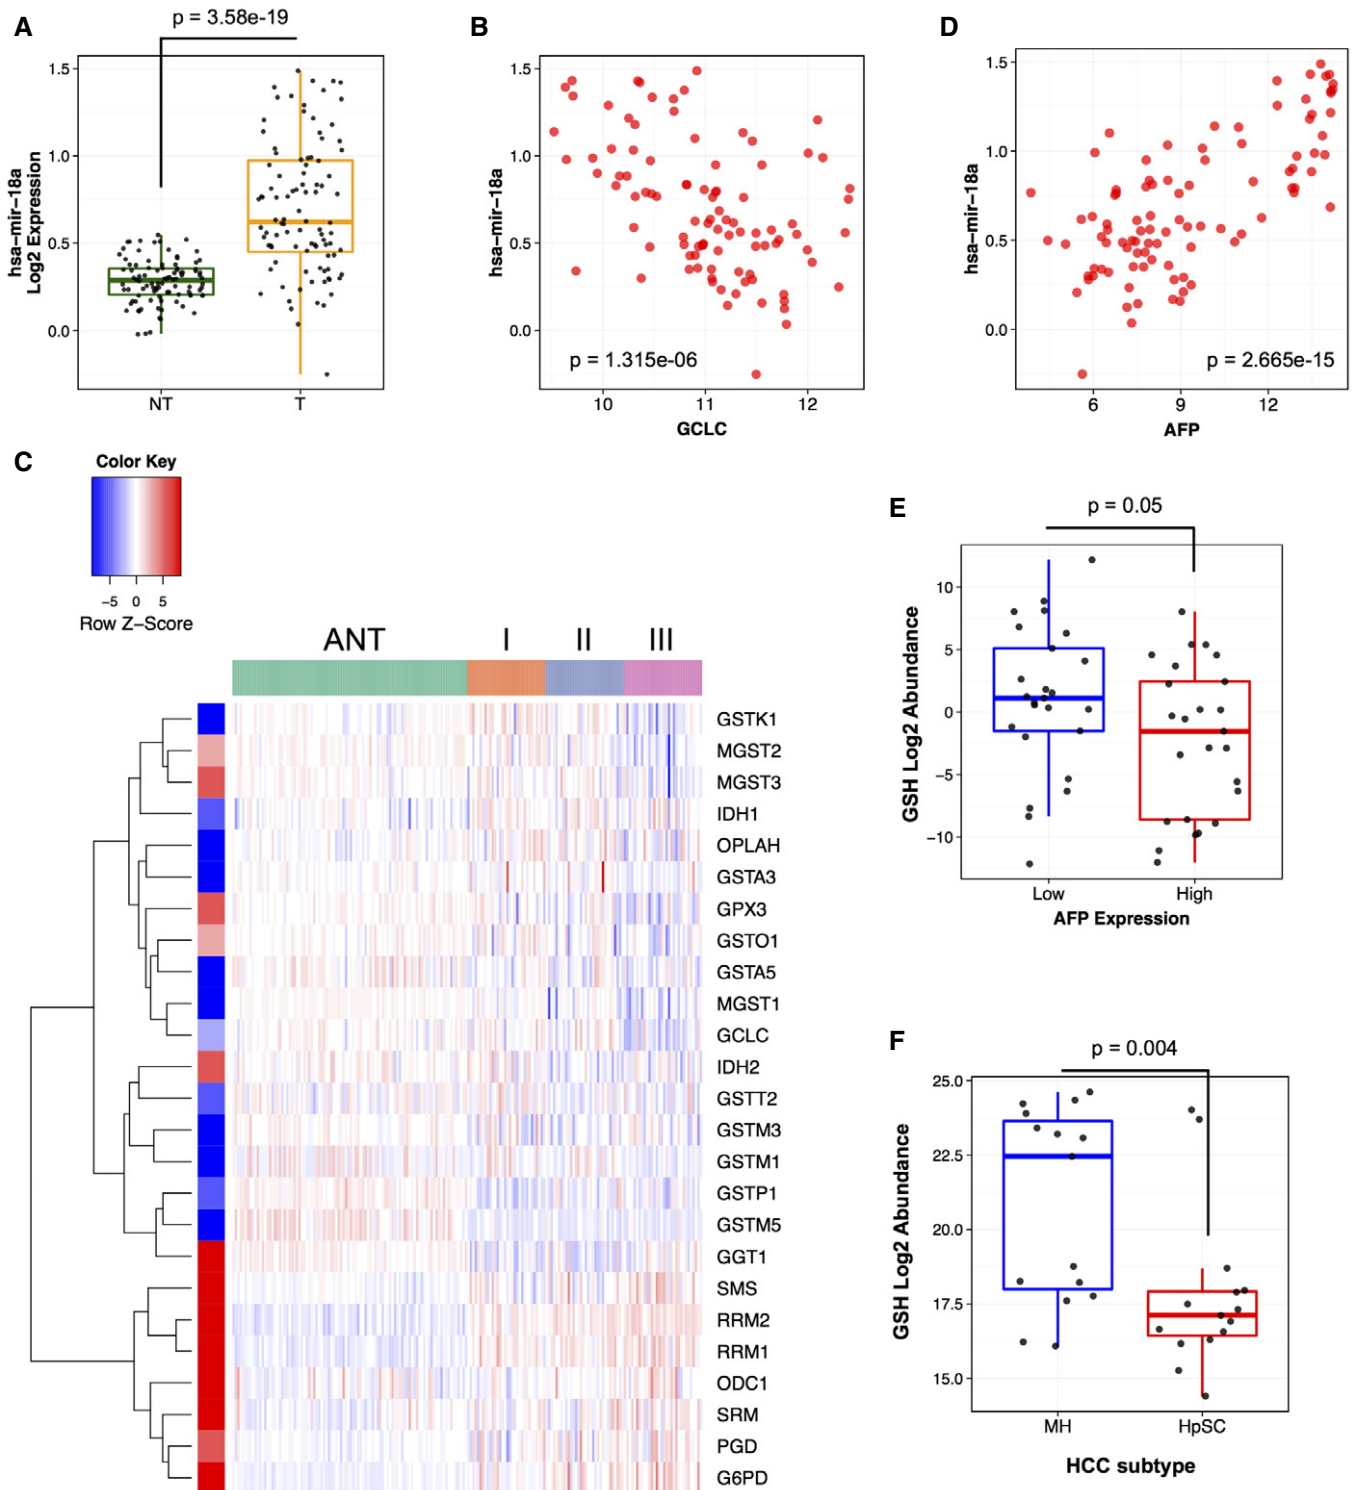 A
p = 3.58e-19
hsa-mir-18a
Log2 Expression
1.5
1.0
0.5
0.0
NT
T
B
hsa-mir-18a
1.5
1.0
0.5
0.0
p = 1.315e-06
10
11
12
GCLC
D
hsa-mir-18a
1.5
1.0
0.5
0.0
p = 2.665e-15
6
9
12
AFP
C
Color Key
−5 0 5
Row Z−Score
ANT I II III
GSTK1
MGST2
MGST3
IDH1
OPLAH
GSTA3
GPX3
GSTO1
GSTA5
MGST1
GCLC
IDH2
GSTT2
GSTM3
GSTM1
GSTP1
GSTM5
GGT1
SMS
RRM2
RRM1
ODC1
SRM
PGD
G6PD
E
p = 0.05
GSH Log2 Abundance
10
5
0
−5
−10
Low
High
AFP Expression
F
p = 0.004
GSH Log2 Abundance
25.0
22.5
20.0
17.5
15.0
MH
HpSC
HCC subtype